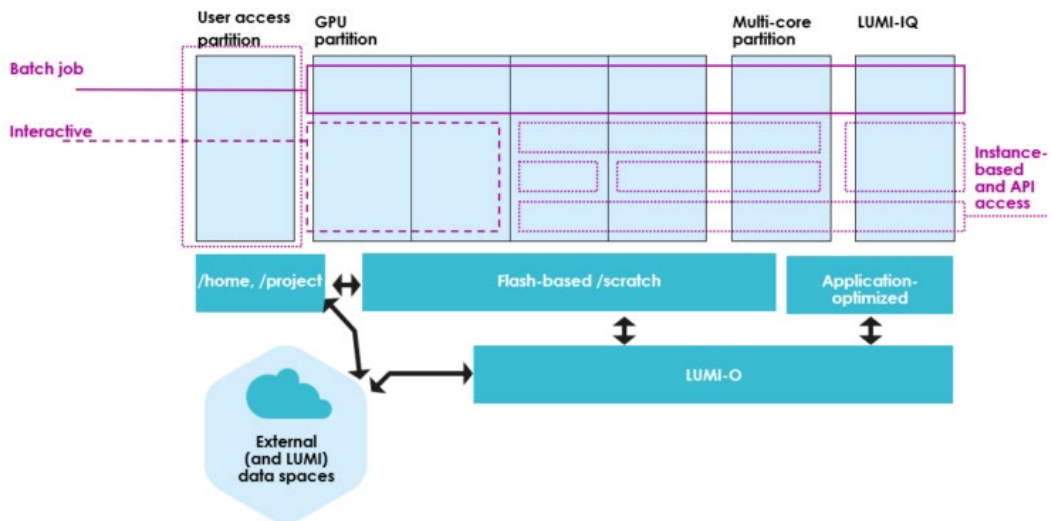 User access
partition
GPU
partition
Multi-core
partition
LUMI-IQ
Batch job
Interactive
Instance-
based
and API
access
/home, /project
Flash-based /scratch
Application-
optimized
LUMI-O
External
(and LUMI)
data spaces